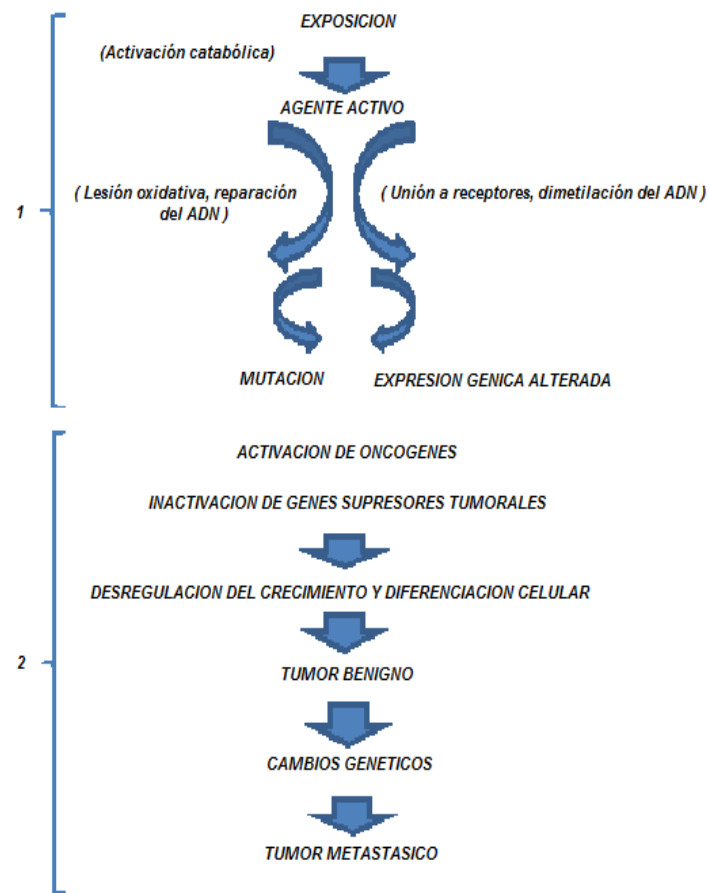 EXPOSICION
(Activación catabólica)
AGENTE ACTIVO
( Lesión oxidativa, reparación
del ADN )
( Unión a receptores, dimetilación del ADN )
1
MUTACION
EXPRESION GENICA ALTERADA
ACTIVACION DE ONCOGENES
INACTIVACION DE GENES SUPRESORES TUMORALES
DESREGULACION DEL CRECIMIENTO Y DIFERENCIACION CELULAR
2
TUMOR BENIGNO
CAMBIOS GENETICOS
TUMOR METASTASICO